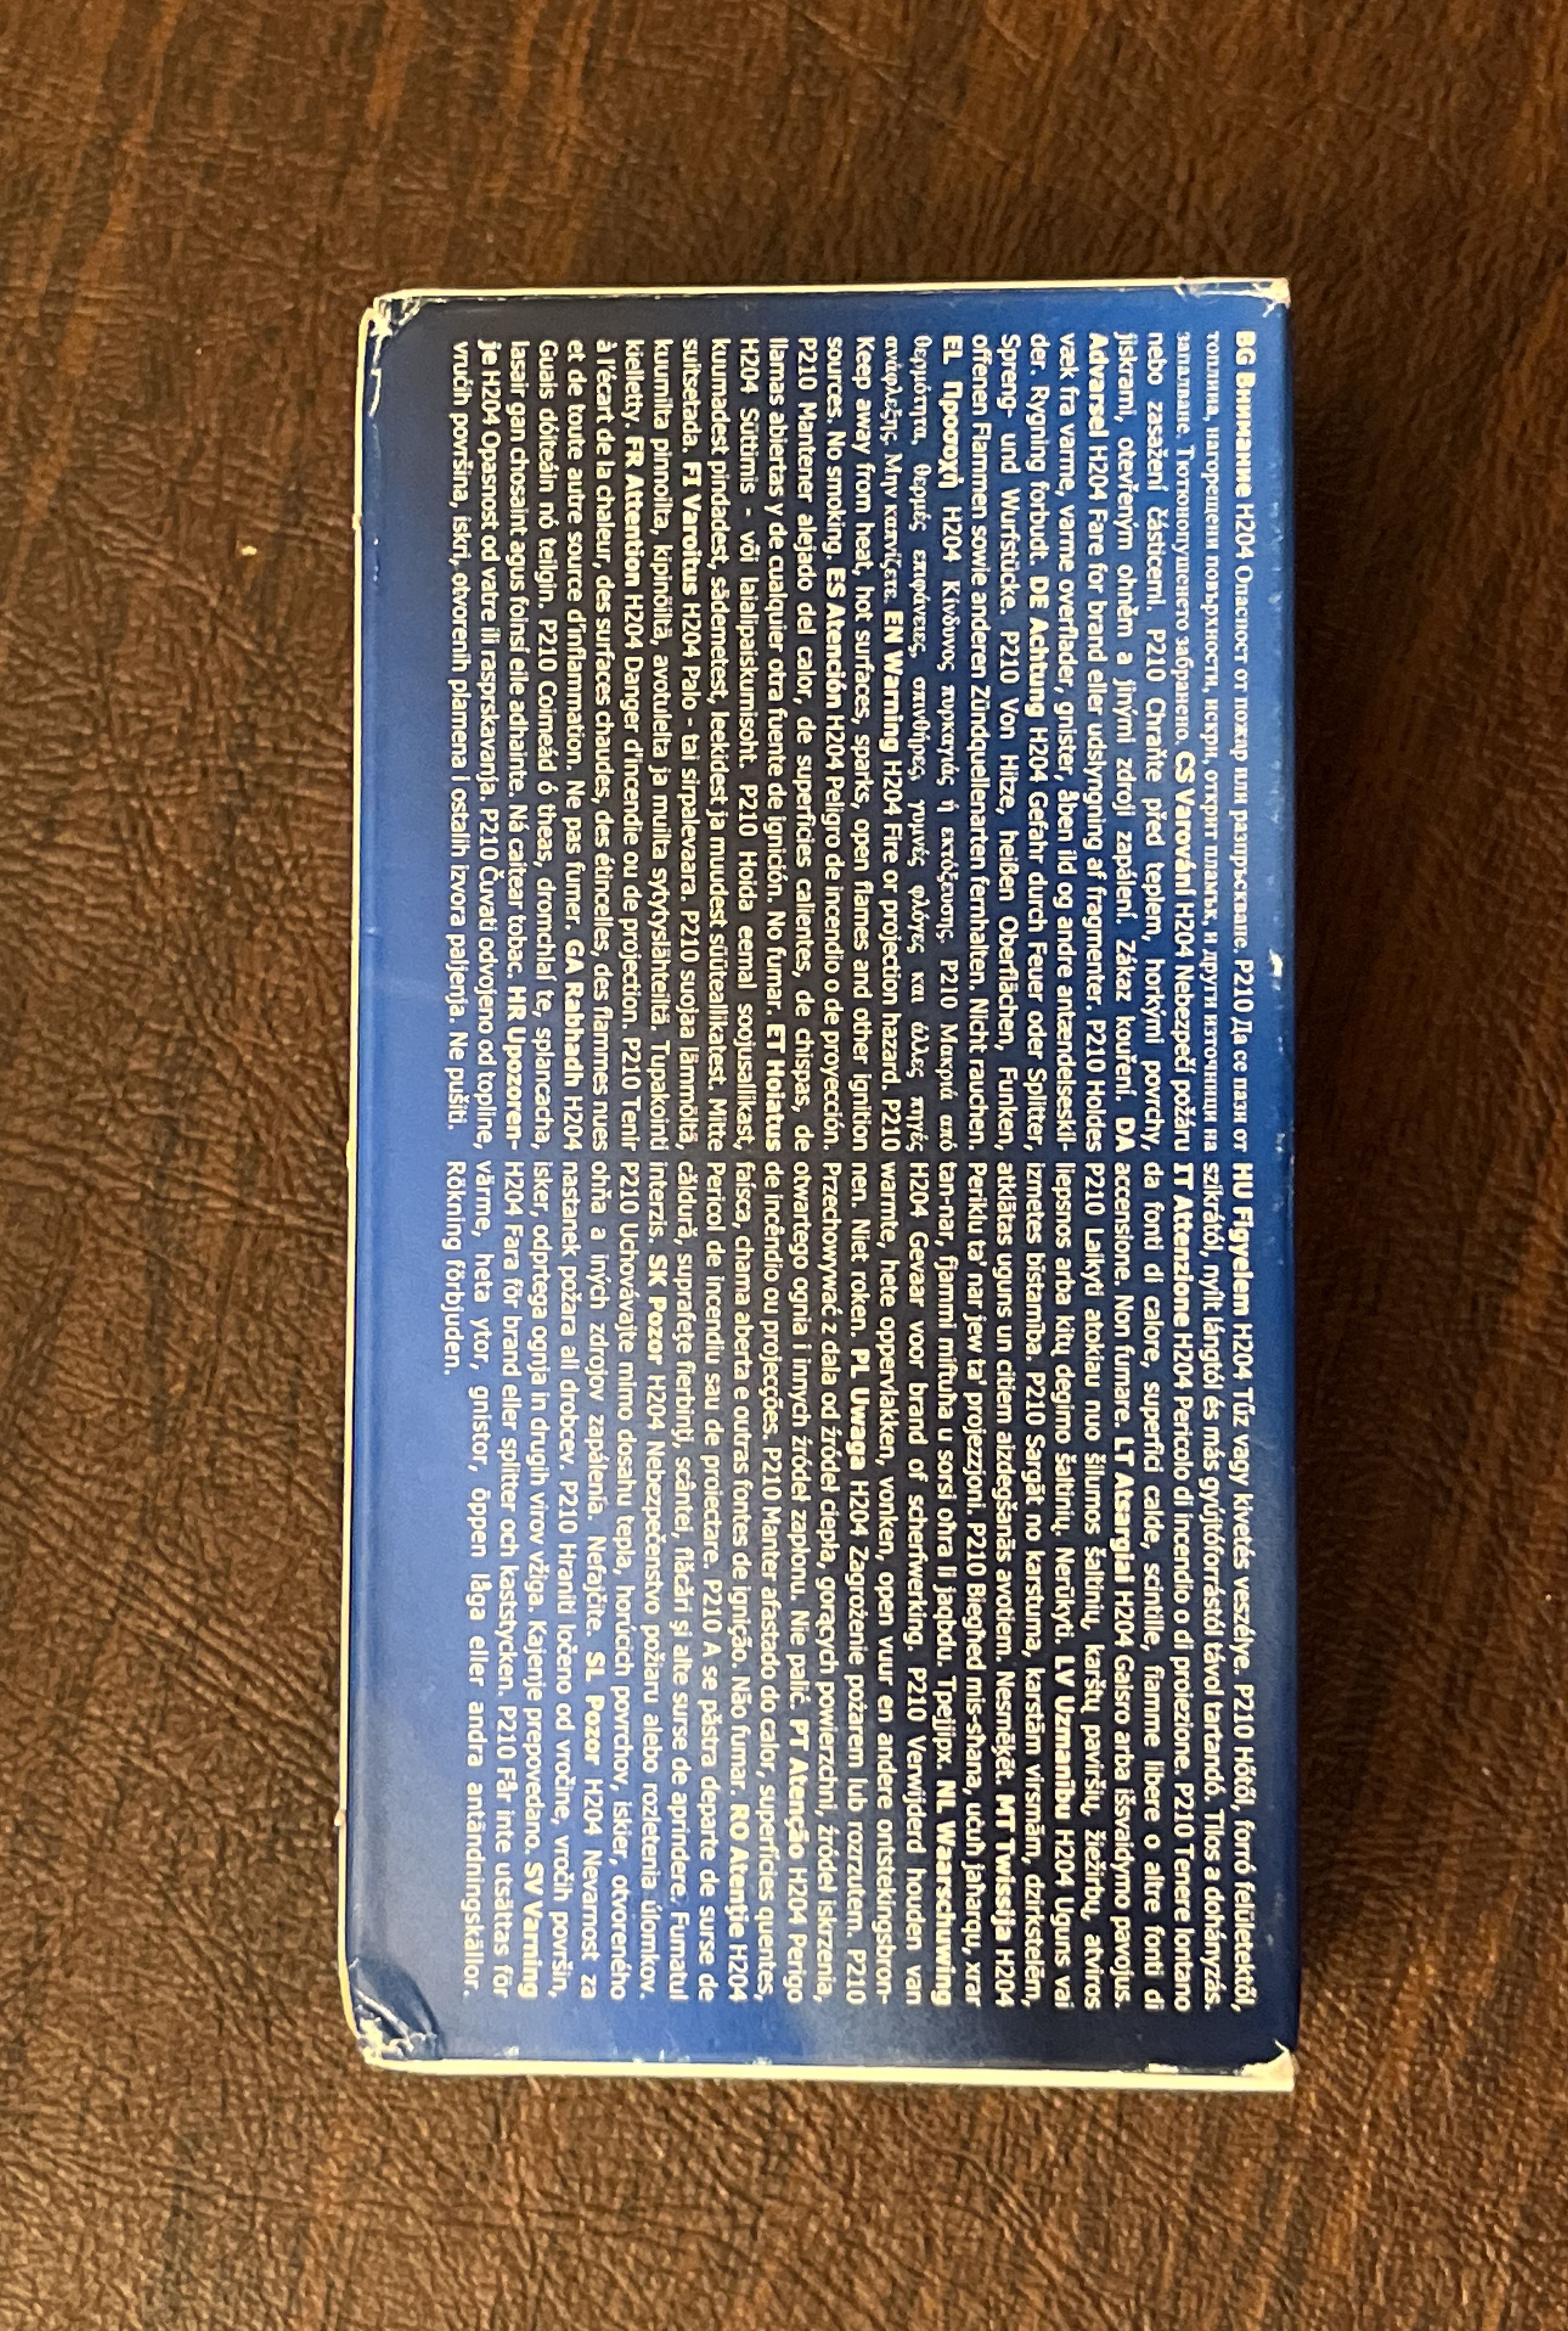 BG Внимание H204 Опасност от пожар или разпръскване. P210 Да се пази от
топлина, нагорещени повърхности, искри, открит пламък, и други източници на
запалване. Тютюнопушенето забранено. CS Varování H204 Nebezpečí požáru
nebo zasažení částicemi. P210 Chraňte před teplem, horkými povrchy,
jiskrami, otevřeným ohněm a jinými zdroji zapálení. Zákaz kouření. DA
Advarsel H204 Fare for brand eller udslyngning af fragmenter. P210 Holdes
væk fra varme, varme overflader, gnister, åben ild og andre antændelseskil-
der. Rygning forbudt. DE Achtung H204 Gefahr durch Feuer oder Splitter,
Spreng- und Wurfstücke. P210 Von Hitze, heißen Oberflächen, Funken,
offenen Flammen sowie anderen Zündquellenarten fernhalten. Nicht rauchen.
EL Προσοχή H204 Κίνδυνος πυρκαγιάς ή εκτόξευσης. P210 Μακριά από
θερμότητα, θερμές επιφάνειες, σπινθήρες, γυμνές φλόγες και άλλες πηγές
ανάφλεξης. Μην καπνίζετε. EN Warning H204 Fire or projection hazard. P210
Keep away from heat, hot surfaces, sparks, open flames and other ignition
sources. No smoking. ES Atención H204 Peligro de incendio o de proyección.
P210 Mantener alejado del calor, de superficies calientes, de chispas, de
llamas abiertas y de cualquier otra fuente de ignición. No fumar. ET Hoiatus
H204 Süttimis - või laialipaiskumisoht. P210 Hoida eemal soojusallikast,
kuumadest pindadest, sädemetest, leekidest ja muudest süüteallikatest. Mitte
suitsetada. FI Varoitus H204 Palo - tai sirpalevaara. P210 suojaa lämmöltä,
kuumilta pinnoilta, kipinöiltä, avotulelta ja muilta sytytyslähteiltä. Tupakointi
kielletty. FR Attention H204 Danger d'incendie ou de projection. P210 Tenir
à l'écart de la chaleur, des surfaces chaudes, des étincelles, des flammes nues
et de toute autre source d'inflammation. Ne pas fumer. GA Rabhadh H204
Guais dóiteáin nó teilgin. P210 Coimeád ó theas, dromchlaí te, splancacha,
lasair gan chosaint agus foinsí eile adhainte. Ná caitear tobac. HR Upozoren-
je H204 Opasnost od vatre ili rasprskavanja. P210 Čuvati odvojeno od topline,
vrućih površina, iskri, otvorenih plamena i ostalih izvora paljenja. Ne pušiti.
HU Figyelem H204 Tűz vagy kivetés veszélye. P210 Hőtől, forró felületektől,
szikrától, nyílt lángtól és más gyújtóforrástól távol tartandó. Tilos a dohányzás.
IT Attenzione H204 Pericolo di incendio o di proiezione. P210 Tenere lontano
da fonti di calore, superfici calde, scintille, fiamme libere o altre fonti di
accensione. Non fumare. LT Atsargiai H204 Gaisro arba išsvaidymo pavojus.
P210 Laikyti atokiau nuo šilumos šaltinių, karštų paviršių, žiežirbų, atviros
liepsnos arba kitų degimo šaltinių. Nerūkyti. LV Uzmanību H204 Uguns vai
izmetes bīstamība. P210 Sargāt no karstuma, karstām virsmām, dzirkstelēm,
atklātas uguns un citiem aizdegšanās avotiem. Nesmēķēt. MT Twissija H204
Periklu ta' nar jew ta' projezzjoni. P210 Biegħed mis-sħana, uċuħ jaħarqu, xrar
tan-nar, fjammi miftuħa u sorsi oħra li jaqbdu. Tpejjipx. NL Waarschuwing
H204 Gevaar voor brand of scherfwerking. P210 Verwijderd houden van
warmte, hete oppervlakken, vonken, open vuur en andere ontstekingsbron-
nen. Niet roken. PL Uwaga H204 Zagrożenie pożarem lub rozrzutem. P210
Przechowywać z dala od źródeł ciepła, gorących powierzchni, źródeł iskrzenia,
otwartego ognia i innych źródeł zapłonu. Nie palić. PT Atenção H204 Perigo
de incêndio ou projecções. P210 Manter afastado do calor, superfícies quentes,
faísca, chama aberta e outras fontes de ignição. Não fumar. RO Atenție H204
Pericol de incendiu sau de proiectare. P210 A se păstra departe de surse de
căldură, suprafețe fierbinți, scântei, flăcări și alte surse de aprindere. Fumatul
interzis. SK Pozor H204 Nebezpečenstvo požiaru alebo rozletenia úlomkov.
P210 Uchovávajte mimo dosahu tepla, horúcich povrchov, iskier, otvoreného
ohňa a iných zdrojov zapálenia. Nefajčite. SL Pozor H204 Nevarnost za
nastanek požara ali drobcev. P210 Hraniti ločeno od vročine, vročih površin,
isker, odprtega ognja in drugih virov vžiga. Kajenje prepovedano. SV Varning
H204 Fara för brand eller splitter och kaststycken. P210 Får inte utsättas för
värme, heta ytor, gnistor, öppen låga eller andra antändningskällor.
Rökning förbjuden.